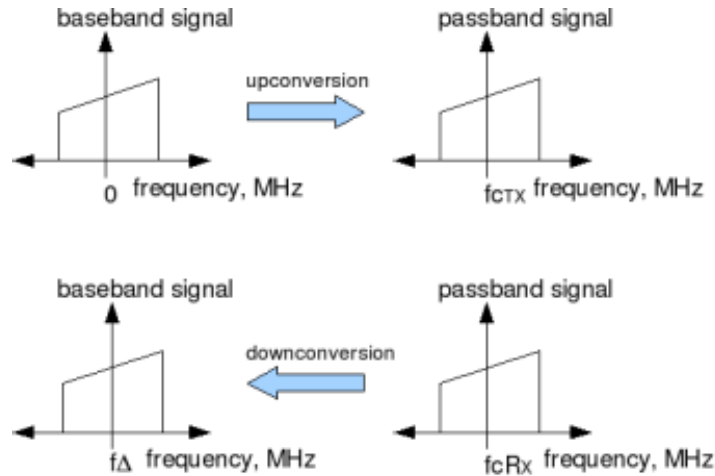 baseband signal
passband signal
upconversion
0 frequency, MHz
fcTX frequency, MHz
baseband signal
passband signal
downconversion
fΔ frequency, MHz
fcRX frequency, MHz